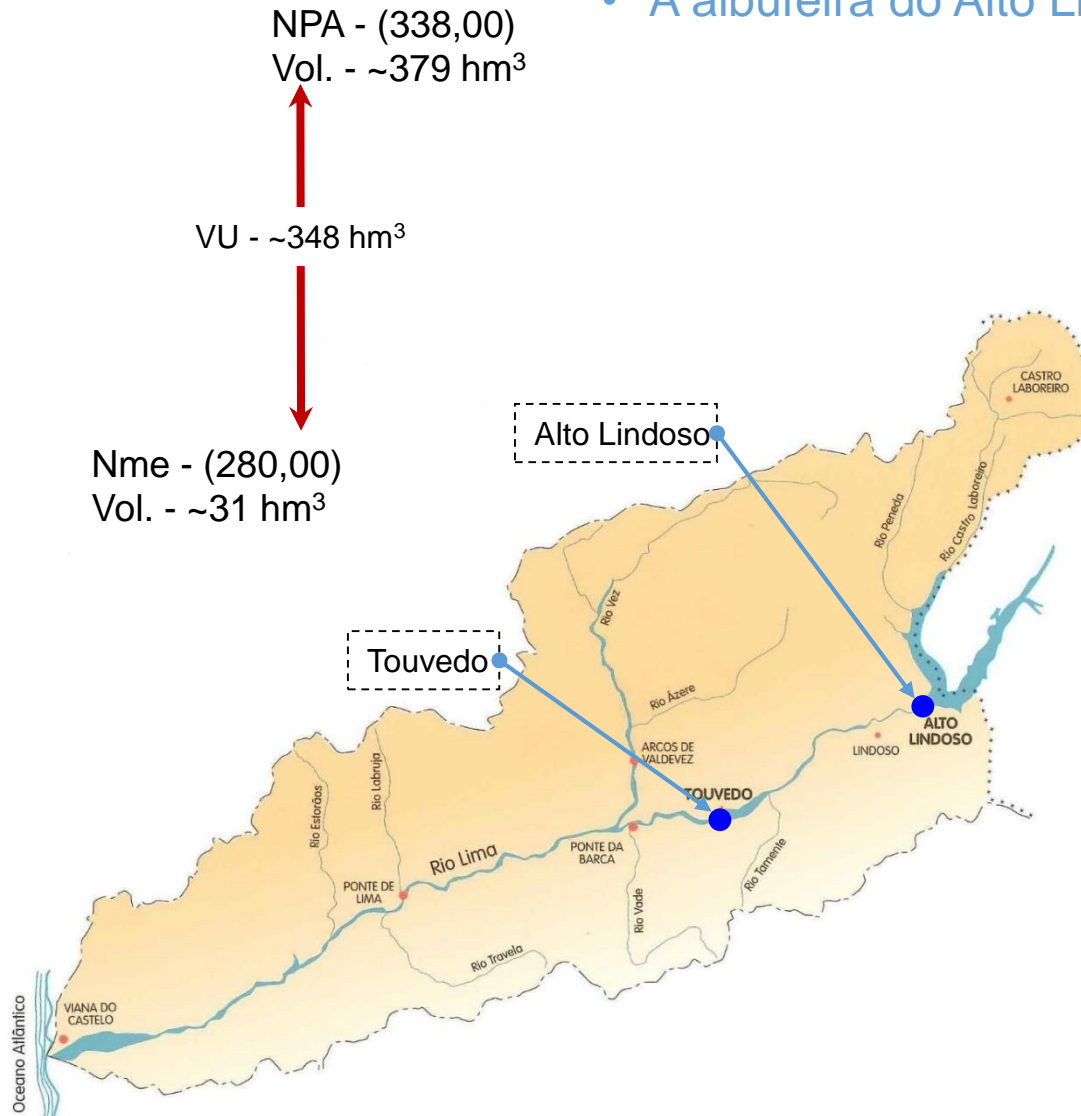 • A albufeira do Alto
NPA - (338,00)
Vol. - ~379 hm³
VU - ~348 hm³
Nme - (280,00)
Vol. - ~31 hm³
Alto Lindoso
Touvedo
CASTRO
LABOREIRO
Rio Peneda
Rio Castro Laboreiro
Rio Vez
Rio Ázere
ALTO
LINDOSO
LINDOSO
ARCOS DE
VALDEVEZ
TOUVEDO
Rio Labruja
Rio Estorãos
Rio Lima
PONTE DA
BARCA
PONTE DE
LIMA
Rio Tamente
Rio Vade
Rio Travela
VIANA DO
CASTELO
Oceano Atlântico